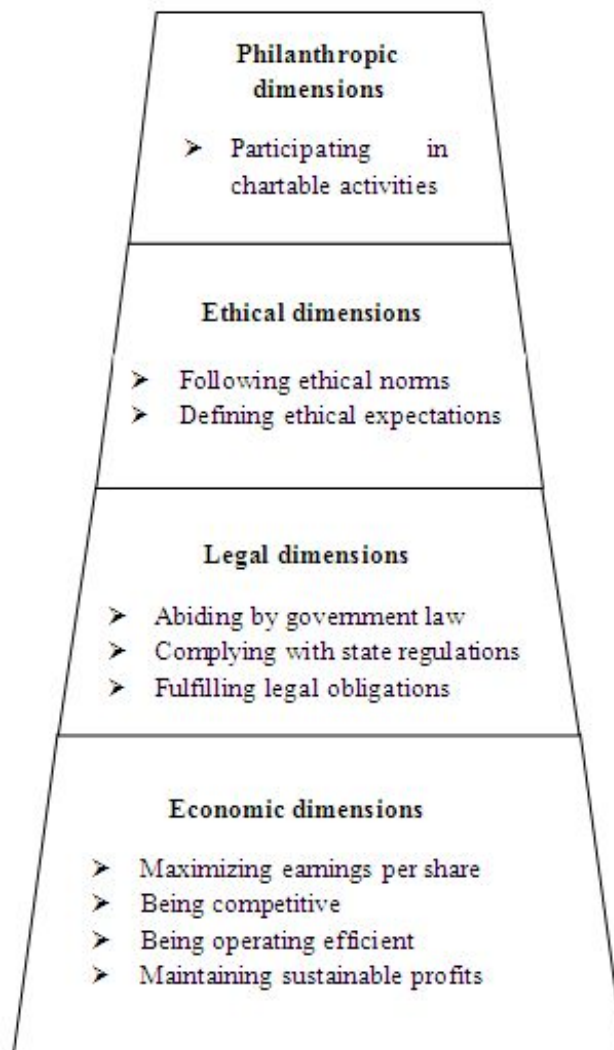 Philanthropic
dimensions
➢ Participating in
chartable activities
Ethical dimensions
➢ Following ethical norms
➢ Defining ethical expectations
Legal dimensions
➢ Abiding by government law
➢ Complying with state regulations
➢ Fulfilling legal obligations
Economic dimensions
➢ Maximizing earnings per share
➢ Being competitive
➢ Being operating efficient
➢ Maintaining sustainable profits